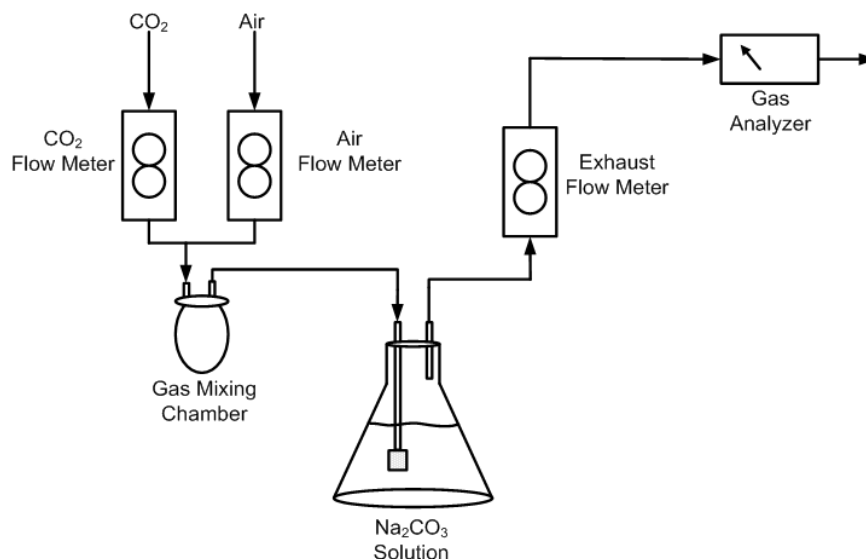 CO₂
Air
CO₂
Flow Meter
Air
Flow Meter
Exhaust
Flow Meter
Gas
Analyzer
Gas Mixing
Chamber
Na₂CO₃
Solution